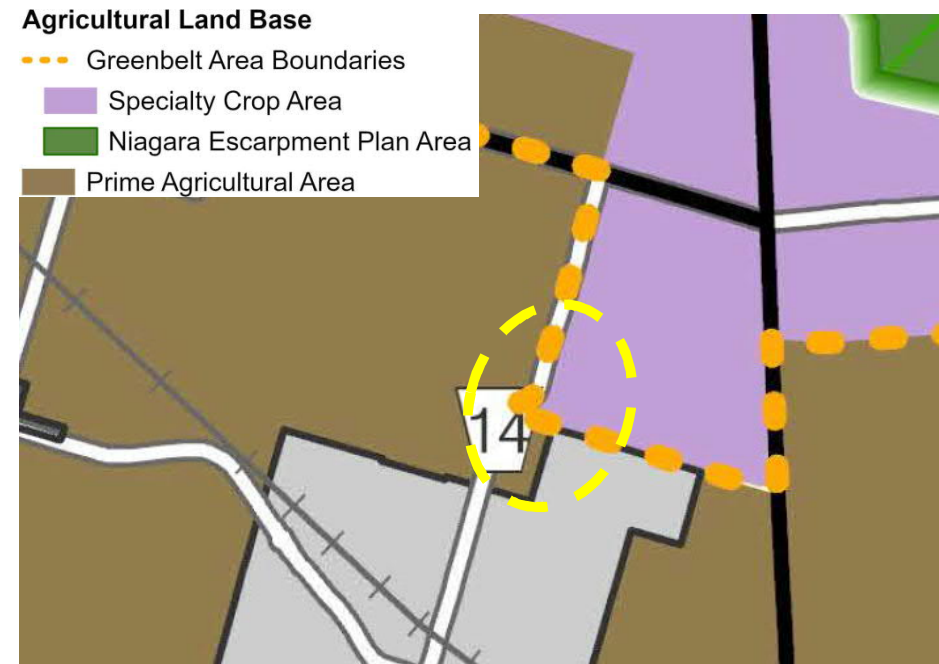 Agricultural Land Base
Greenbelt Area Boundaries
Specialty Crop Area
Niagara Escarpment Plan Area
Prime Agricultural Area
14